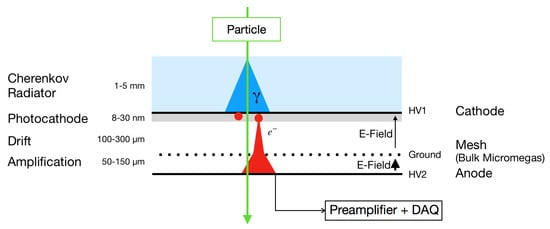 Particle
Cherenkov
Radiator
1-5 mm
γ
Photocathode
8-30 nm
HV1
Cathode
e⁻
Drift
100-300 µm
E-Field
Mesh
(Bulk Micromegas)
Ground
Amplification
50-150 µm
E-Field
HV2
Anode
Preamplifier + DAQ